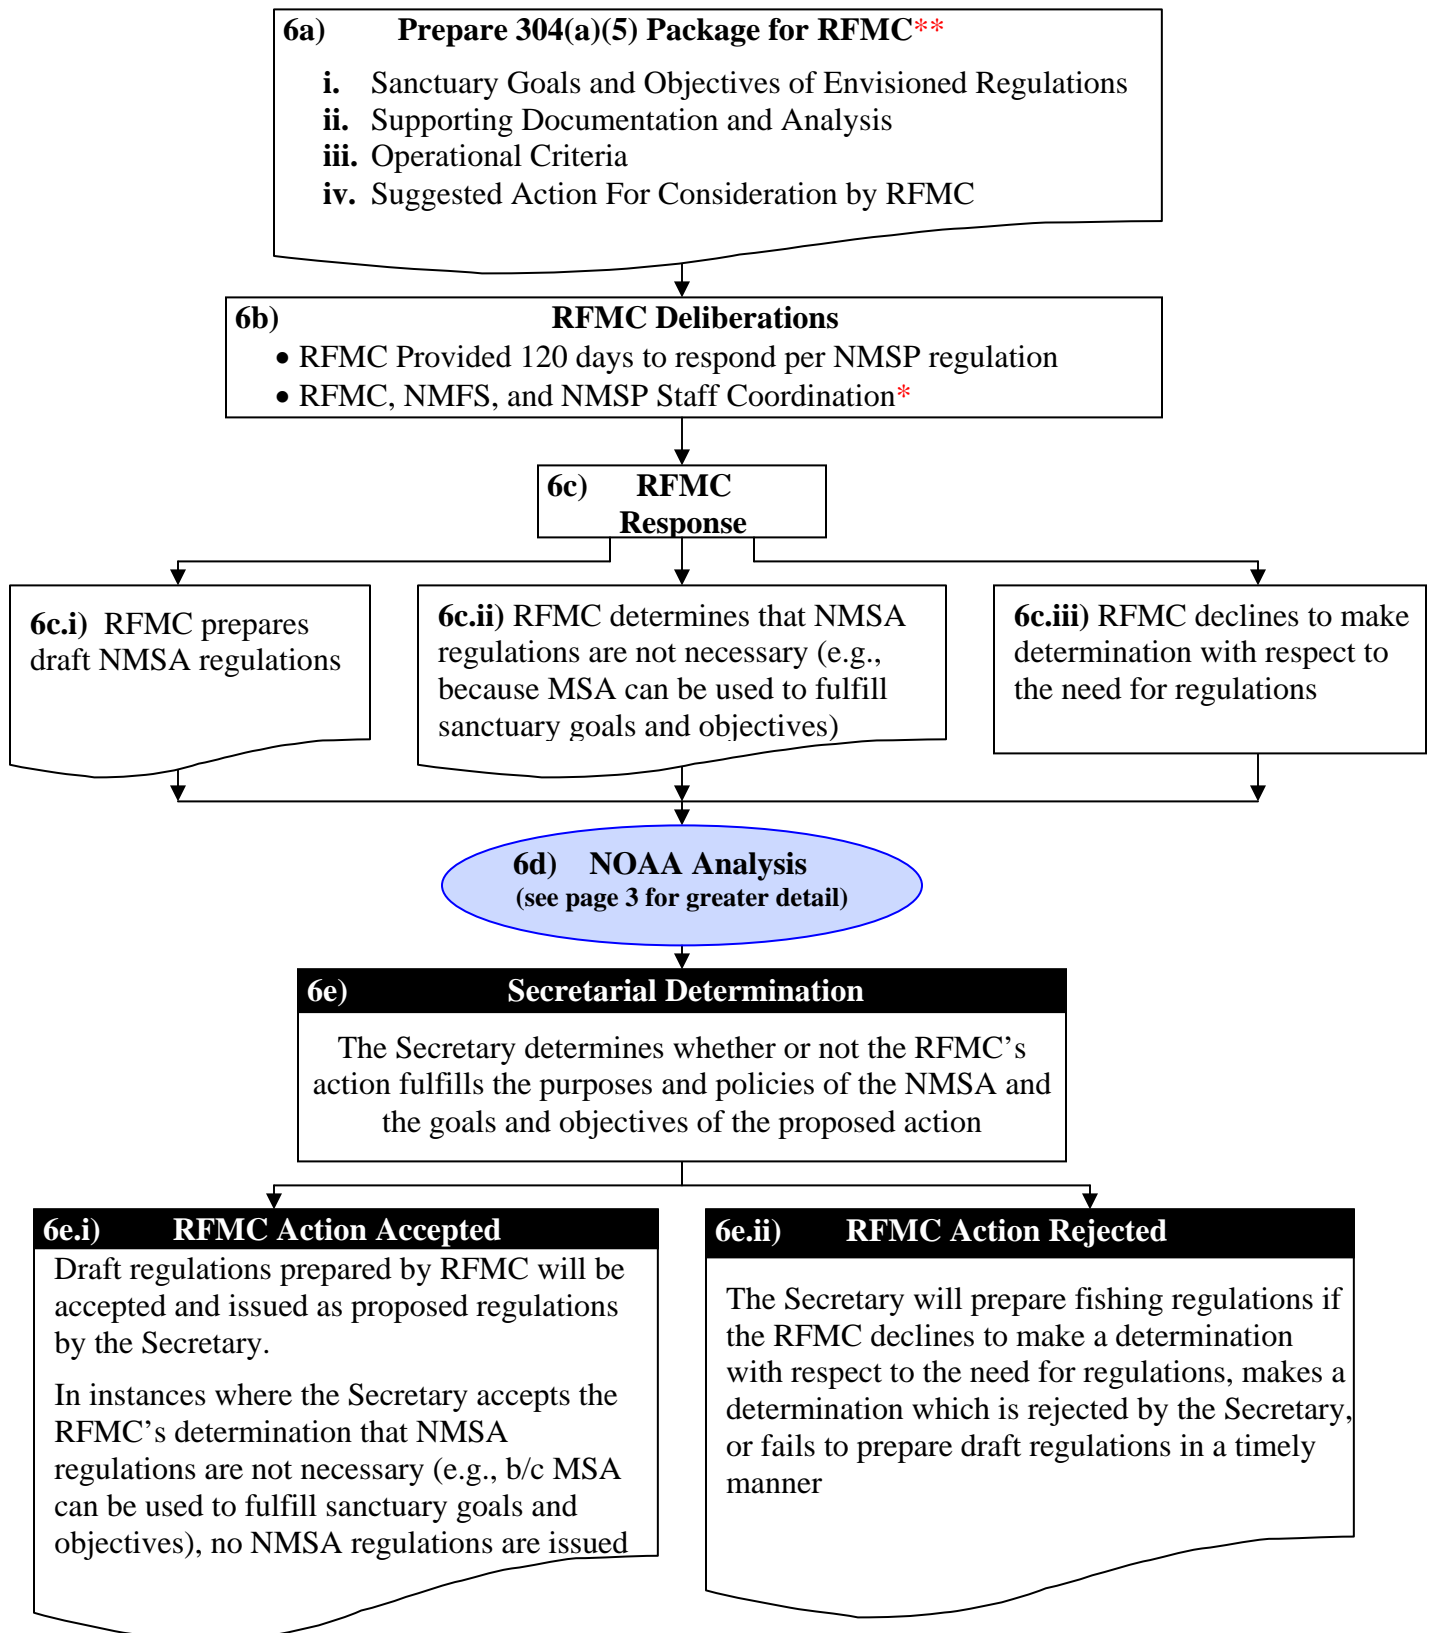 6a) Prepare 304(a)(5) Package for RFMC**
i. Sanctuary Goals and Objectives of Envisioned Regulations
ii. Supporting Documentation and Analysis
iii. Operational Criteria
iv. Suggested Action For Consideration by RFMC
6b) RFMC Deliberations
• RFMC Provided 120 days to respond per NMSP regulation
• RFMC, NMFS, and NMSP Staff Coordination*
6c) RFMC
Response
6c.i) RFMC prepares
draft NMSA regulations
6c.ii) RFMC determines that NMSA
regulations are not necessary (e.g.,
because MSA can be used to fulfill
sanctuary goals and objectives)
6c.iii) RFMC declines to make
determination with respect to
the need for regulations
6d) NOAA Analysis
(see page 3 for greater detail)
6e) Secretarial Determination
The Secretary determines whether or not the RFMC’s
action fulfills the purposes and policies of the NMSA and
the goals and objectives of the proposed action
6e.i) RFMC Action Accepted
Draft regulations prepared by RFMC will be
accepted and issued as proposed regulations
by the Secretary.
In instances where the Secretary accepts the
RFMC’s determination that NMSA
regulations are not necessary (e.g., b/c MSA
can be used to fulfill sanctuary goals and
objectives), no NMSA regulations are issued
6e.ii) RFMC Action Rejected
The Secretary will prepare fishing regulations if
the RFMC declines to make a determination
with respect to the need for regulations, makes a
determination which is rejected by the Secretary,
or fails to prepare draft regulations in a timely
manner